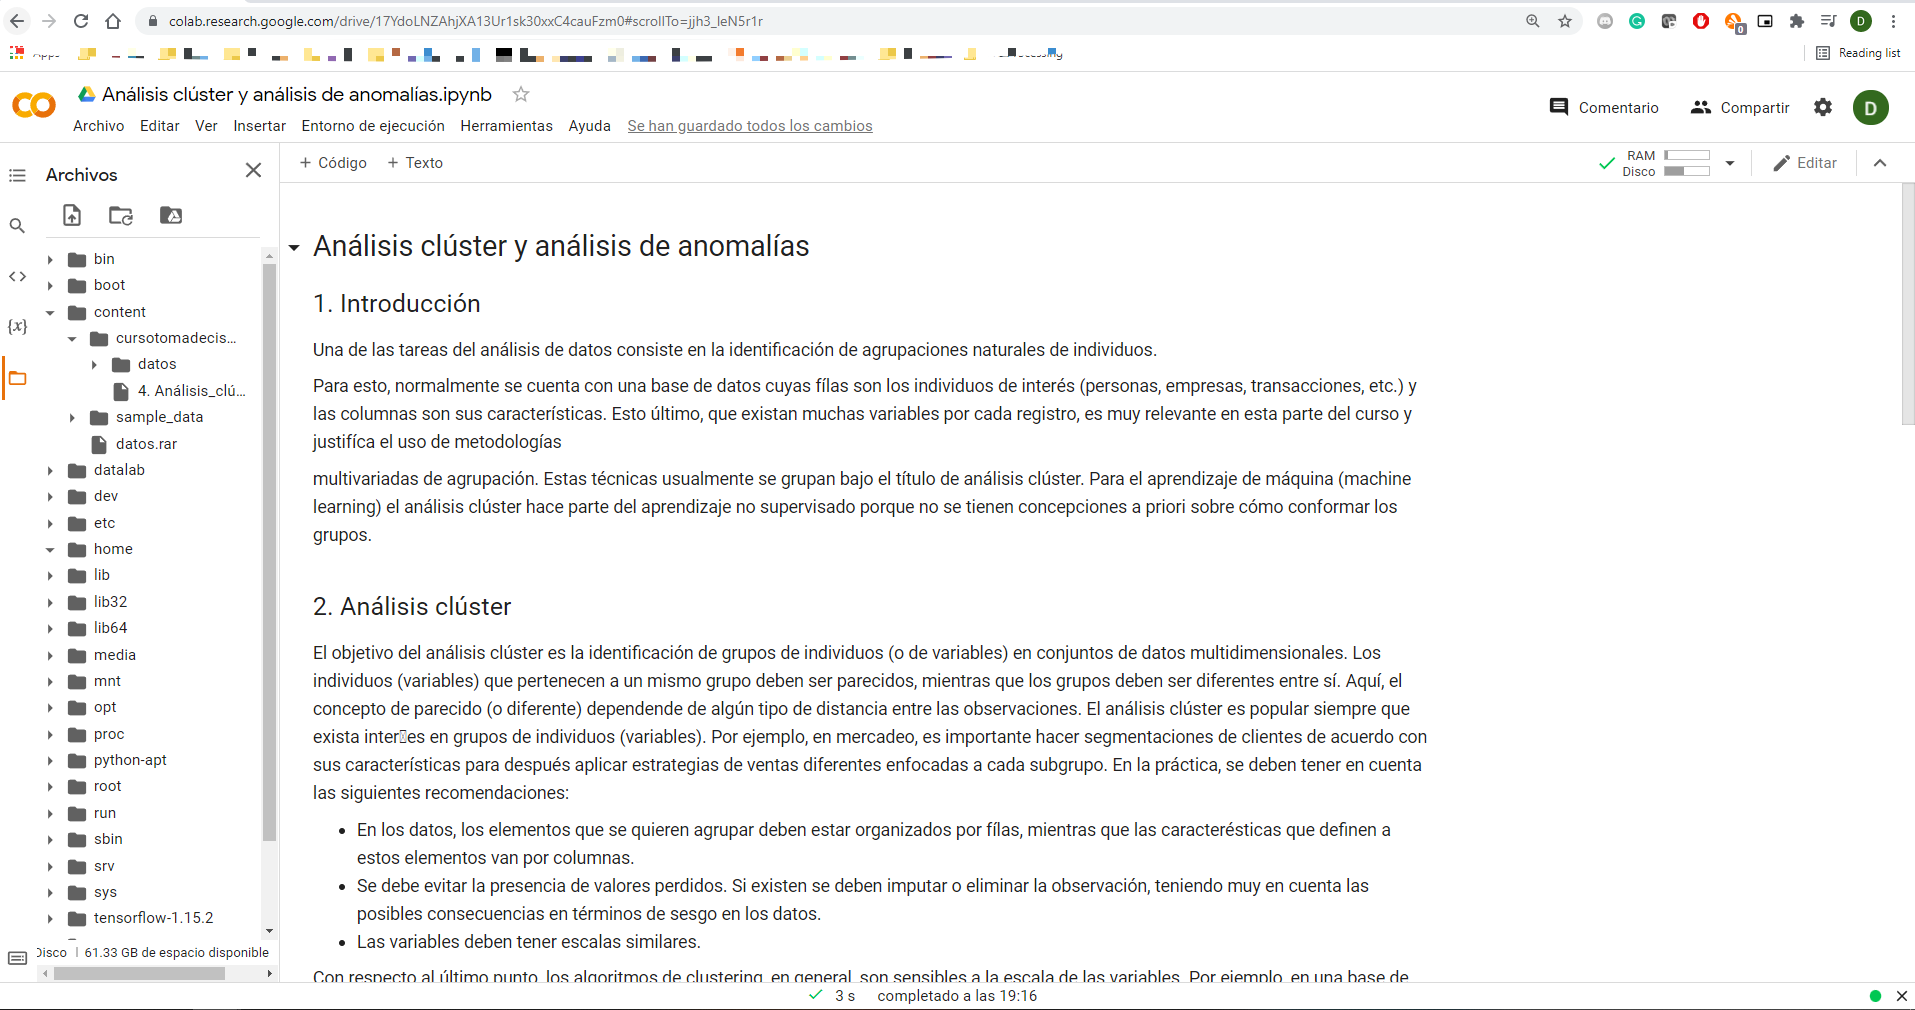 colab.research.google.com/drive/17YdoLNZAhjXA13Ur1sk30xxC4cauFzm0#scrollTo=jjh3_leN5r1r
0
D
Apps
Reading list
Análisis clúster y análisis de anomalías.ipynb
Comentario
Compartir
D
Archivo Editar Ver Insertar Entorno de ejecución Herramientas Ayuda Se han guardado todos los cambios
Archivos
+ Código + Texto
RAM
Disco
Editar
bin
boot
content
cursotomadecis...
datos
4. Análisis_clú...
sample_data
datos.rar
datalab
dev
etc
home
lib
lib32
lib64
media
mnt
opt
proc
python-apt
root
run
sbin
srv
sys
tensorflow-1.15.2
Disco 61.33 GB de espacio disponible
Análisis clúster y análisis de anomalías
1. Introducción
Una de las tareas del análisis de datos consiste en la identificación de agrupaciones naturales de individuos.
Para esto, normalmente se cuenta con una base de datos cuyas fílas son los individuos de interés (personas, empresas, transacciones, etc.) y
las columnas son sus características. Esto último, que existan muchas variables por cada registro, es muy relevante en esta parte del curso y
justifíca el uso de metodologías
multivariadas de agrupación. Estas técnicas usualmente se grupan bajo el título de análisis clúster. Para el aprendizaje de máquina (machine
learning) el análisis clúster hace parte del aprendizaje no supervisado porque no se tienen concepciones a priori sobre cómo conformar los
grupos.
2. Análisis clúster
El objetivo del análisis clúster es la identificación de grupos de individuos (o de variables) en conjuntos de datos multidimensionales. Los
individuos (variables) que pertenecen a un mismo grupo deben ser parecidos, mientras que los grupos deben ser diferentes entre sí. Aquí, el
concepto de parecido (o diferente) dependende de algún tipo de distancia entre las observaciones. El análisis clúster es popular siempre que
exista inter▯es en grupos de individuos (variables). Por ejemplo, en mercadeo, es importante hacer segmentaciones de clientes de acuerdo con
sus características para después aplicar estrategias de ventas diferentes enfocadas a cada subgrupo. En la práctica, se deben tener en cuenta
las siguientes recomendaciones:
• En los datos, los elementos que se quieren agrupar deben estar organizados por fílas, mientras que las caracterésticas que definen a
estos elementos van por columnas.
• Se debe evitar la presencia de valores perdidos. Si existen se deben imputar o eliminar la observación, teniendo muy en cuenta las
posibles consecuencias en términos de sesgo en los datos.
• Las variables deben tener escalas similares.
Con respecto al último punto, los algoritmos de clustering, en general, son sensibles a la escala de las variables. Por ejemplo, en una base de
3 s completado a las 19:16